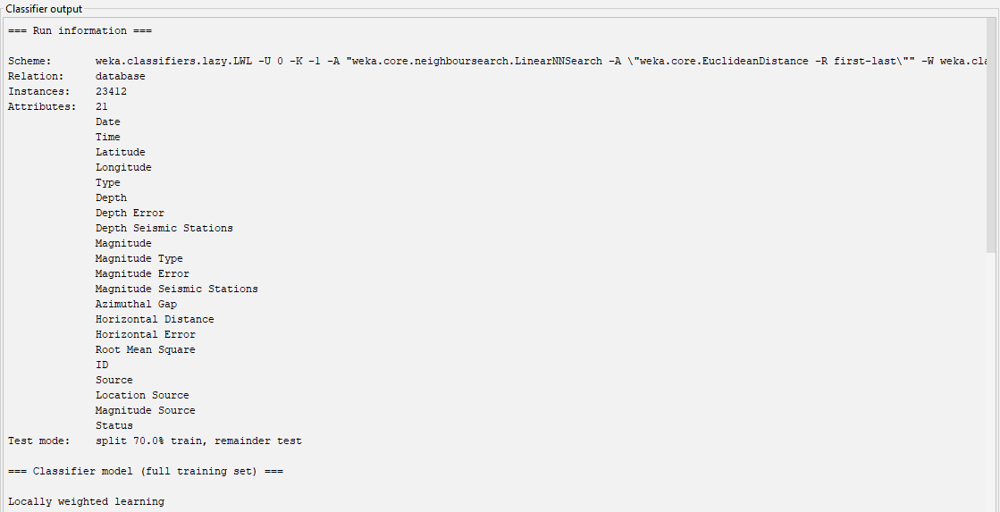 Classifier output
=== Run information ===
Scheme: weka.classifiers.lazy.LWL -U 0 -K -1 -A "weka.core.neighboursearch.LinearNNSearch -A \"weka.core.EuclideanDistance -R first-last\"" -W weka.cla
Relation: database
Instances: 23412
Attributes: 21
Date
Time
Latitude
Longitude
Type
Depth
Depth Error
Depth Seismic Stations
Magnitude
Magnitude Type
Magnitude Error
Magnitude Seismic Stations
Azimuthal Gap
Horizontal Distance
Horizontal Error
Root Mean Square
ID
Source
Location Source
Magnitude Source
Status
Test mode: split 70.0% train, remainder test
=== Classifier model (full training set) ===
Locally weighted learning